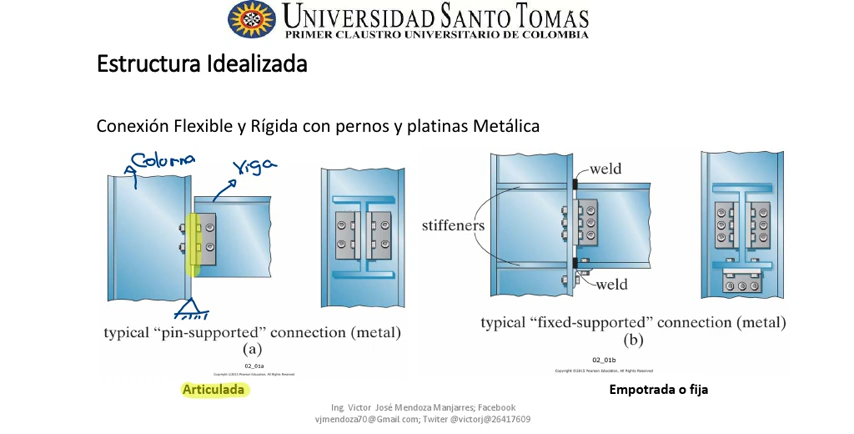 UNIVERSIDAD SANTO TOMAS
PRIMER CLAUSTRO UNIVERSITARIO DE COLOMBIA
Estructura Idealizada
Conexión Flexible y Rígida con pernos y platinas Metálica
Columna
Viga
weld
stiffeners
weld
typical “pin-supported” connection (metal)
(a)
typical “fixed-supported” connection (metal)
(b)
02_01a
Copyright ©2015 Pearson Education, All Rights Reserved
02_01b
Copyright ©2015 Pearson Education, All Rights Reserved
Articulada
Empotrada o fija
Ing. Victor José Mendoza Manjarres; Facebook
vjmendoza70@Gmail com; Twiter @victorj@26417609